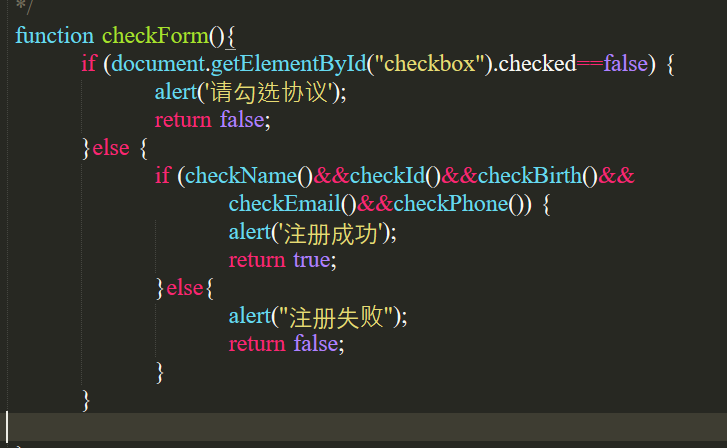 */
function checkForm(){
if (document.getElementById("checkbox").checked==false) {
alert('请勾选协议');
return false;
}else {
if (checkName()&&checkId()&&checkBirth()&&
checkEmail()&&checkPhone()) {
alert('注册成功');
return true;
}else{
alert("注册失败");
return false;
}
}